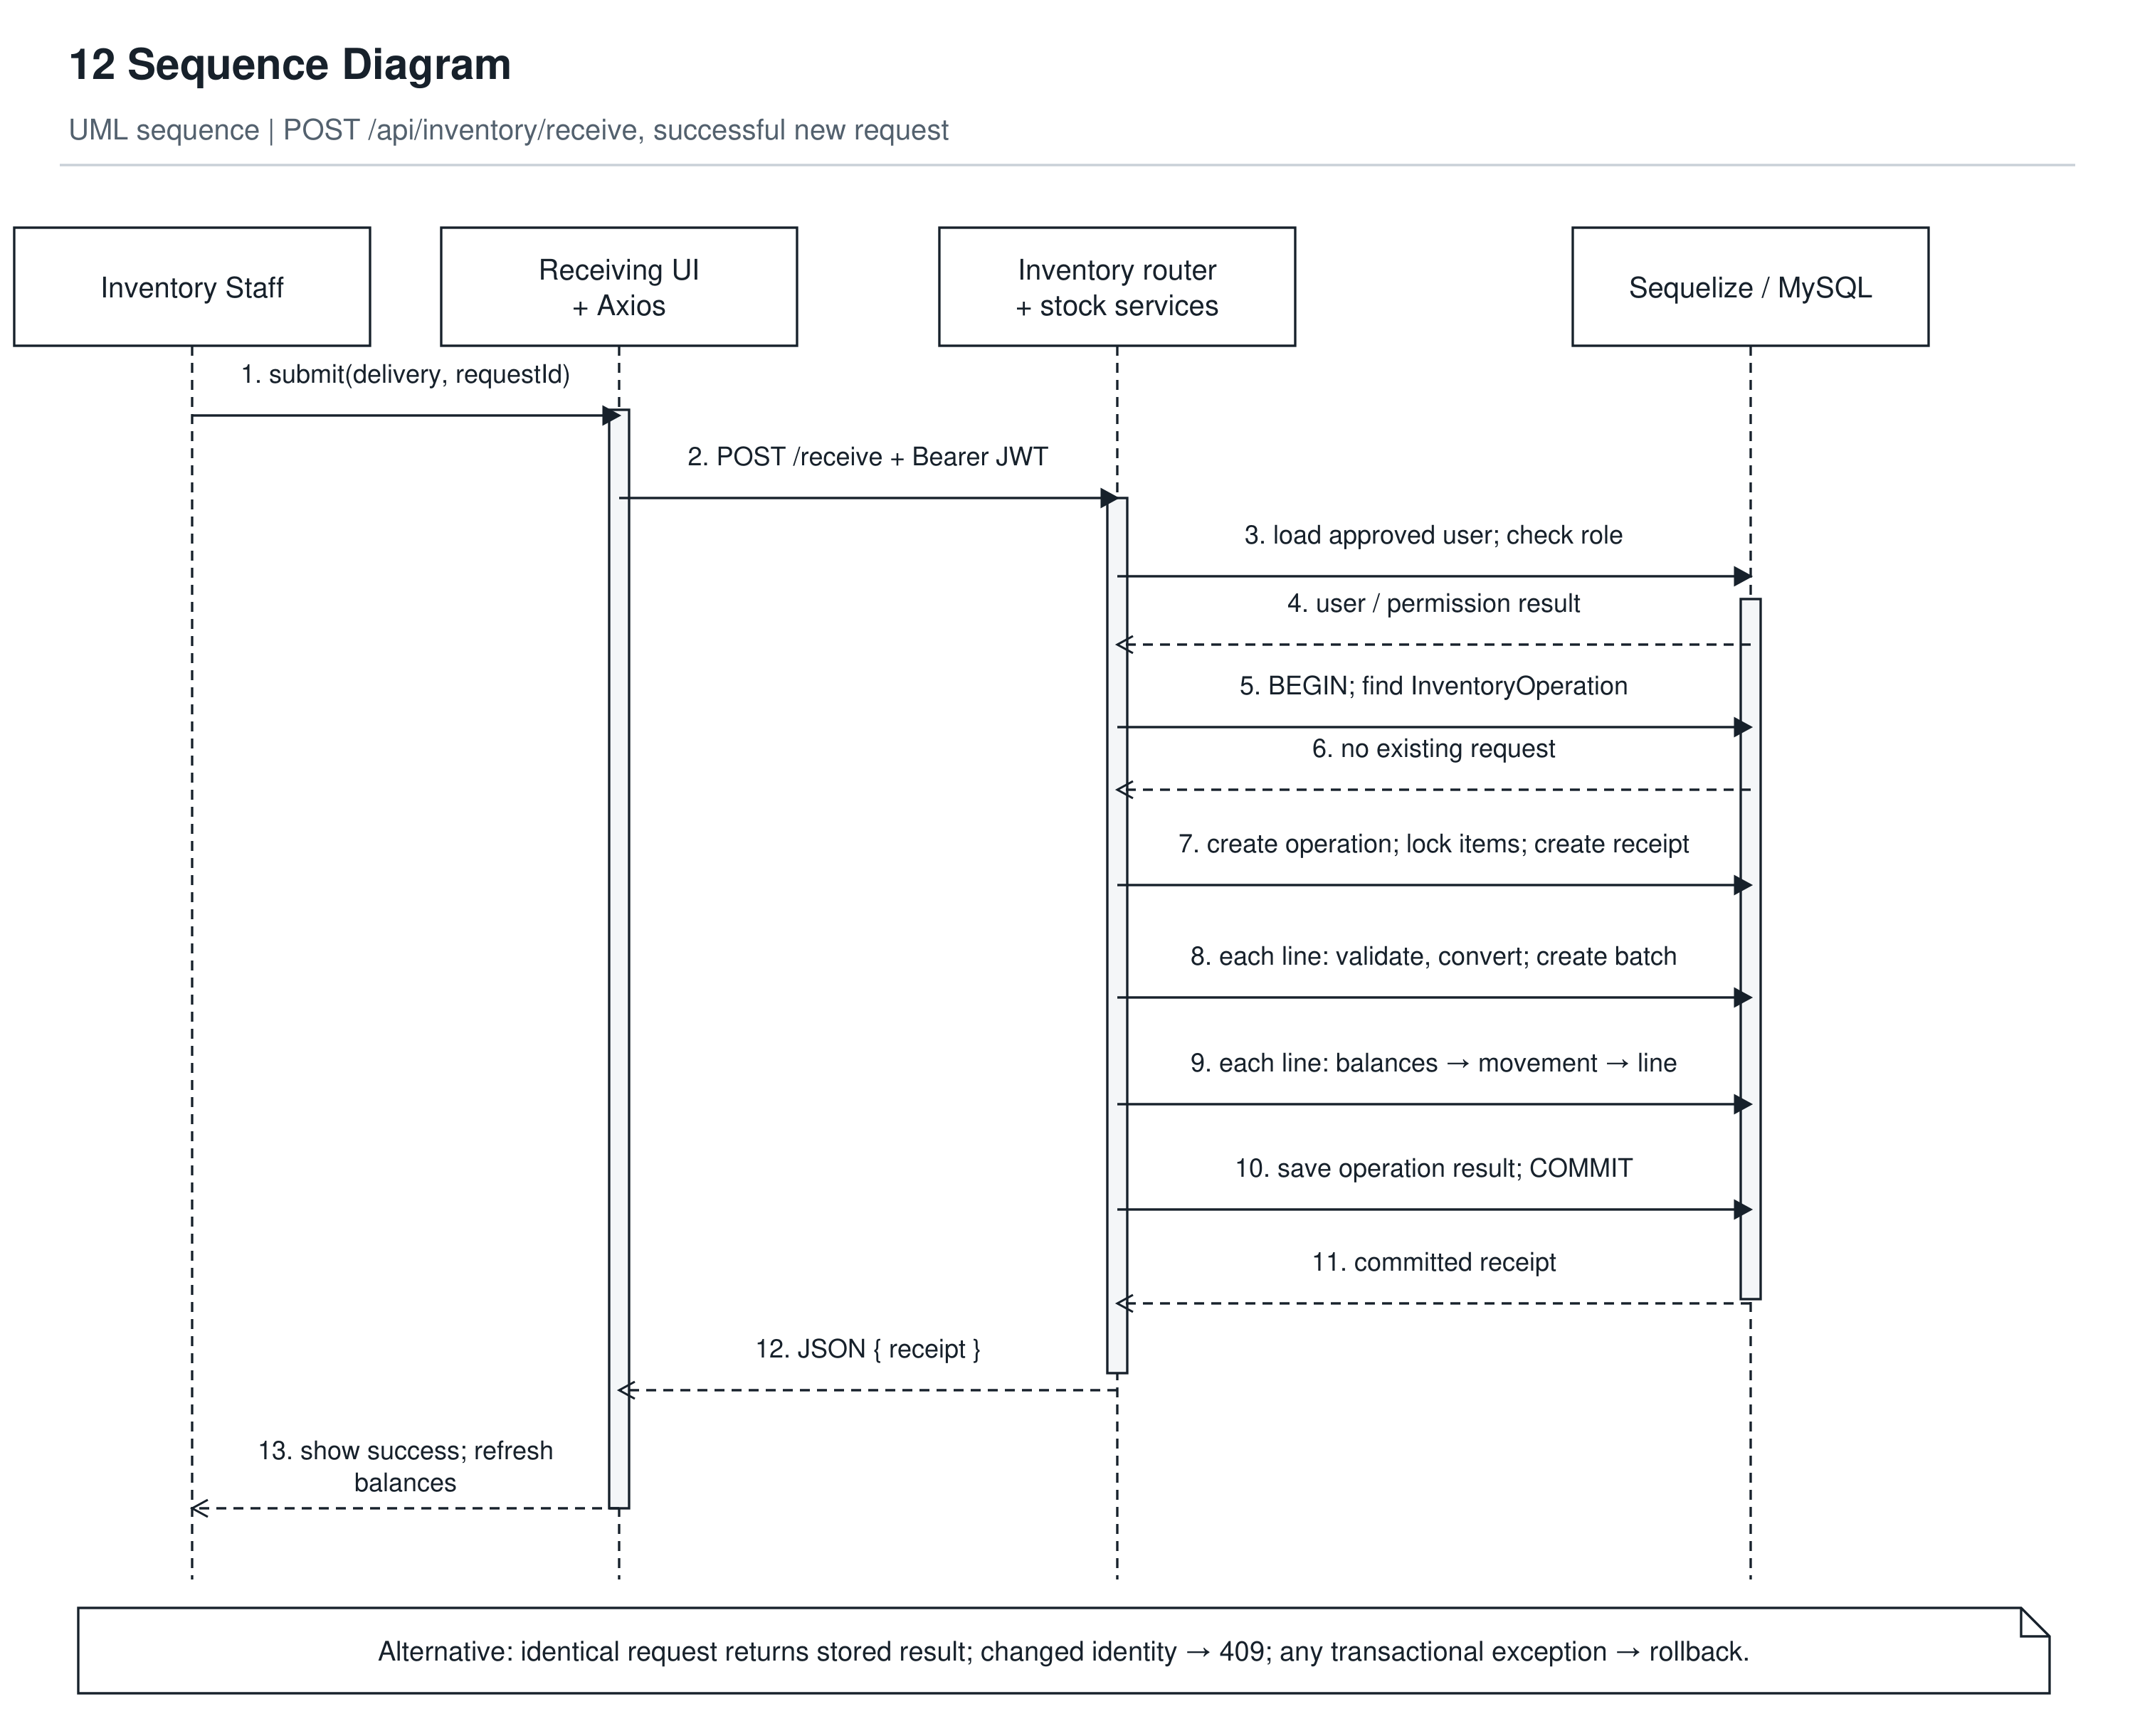 12 Sequence Diagram
UML sequence | POST /api/inventory/receive, successful new request
Inventory Staff
Receiving UI
+ Axios
Inventory router
+ stock services
Sequelize / MySQL
1. submit(delivery, requestId)
2. POST /receive + Bearer JWT
3. load approved user; check role
4. user / permission result
5. BEGIN; find InventoryOperation
6. no existing request
7. create operation; lock items; create receipt
8. each line: validate, convert; create batch
9. each line: balances → movement → line
10. save operation result; COMMIT
11. committed receipt
12. JSON { receipt }
13. show success; refresh
balances
Alternative: identical request returns stored result; changed identity → 409; any transactional exception → rollback.